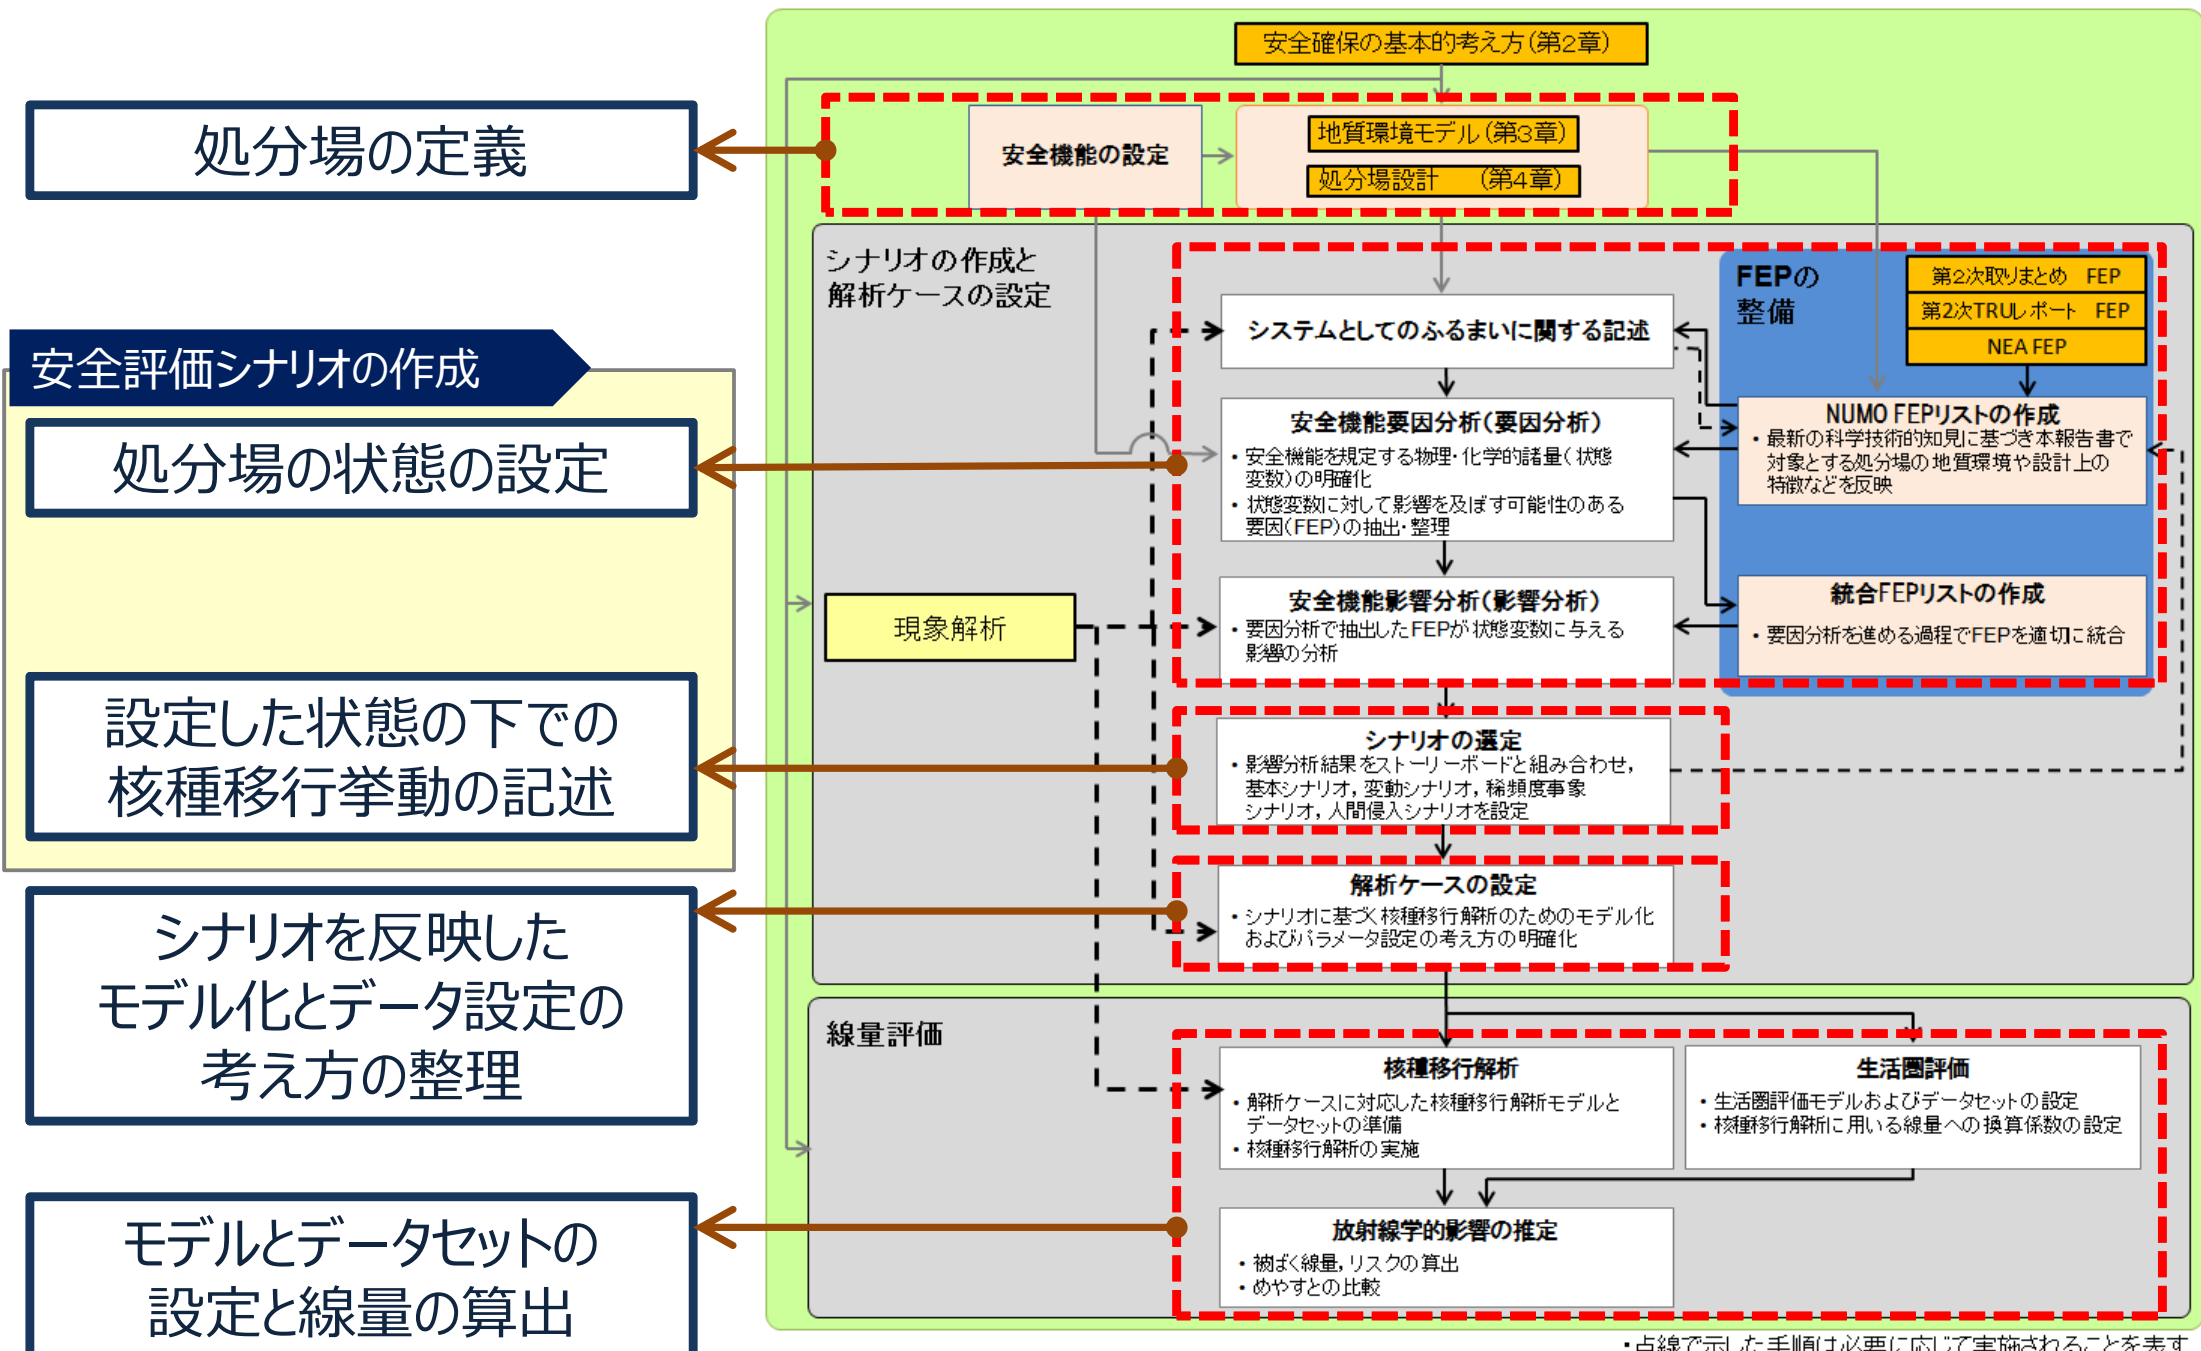 安全確保の基本的考え方(第2章)
処分場の定義
安全機能の設定
地質環境モデル(第3章)
処分場設計 (第4章)
シナリオの作成と
解析ケースの設定
FEPの
整備
第2次取りまとめ FEP
第2次TRUレポート FEP
NEA FEP
システムとしてのふるまいに関する記述
安全評価シナリオの作成
処分場の状態の設定
安全機能要因分析(要因分析)
・安全機能を規定する物理・化学的諸量(状態
変数)の明確化
・状態変数に対して影響を及ぼす可能性のある
要因(FEP)の抽出・整理
NUMO FEPリストの作成
・最新の科学技術的知見に基づき本報告書で
対象とする処分場の地質環境や設計上の
特徴などを反映
現象解析
安全機能影響分析(影響分析)
・要因分析で抽出したFEPが状態変数に与える
影響の分析
統合FEPリストの作成
・要因分析を進める過程でFEPを適切に統合
設定した状態の下での
核種移行挙動の記述
シナリオの選定
・影響分析結果をストーリーボードと組み合わせ,
基本シナリオ,変動シナリオ,稀頻度事象
シナリオ,人間侵入シナリオを設定
シナリオを反映した
モデル化とデータ設定の
考え方の整理
解析ケースの設定
・シナリオに基づく核種移行解析のためのモデル化
およびパラメータ設定の考え方の明確化
線量評価
核種移行解析
・解析ケースに対応した核種移行解析モデルと
データセットの準備
・核種移行解析の実施
生活圏評価
・生活圏評価モデルおよびデータセットの設定
・核種移行解析に用いる線量への換算係数の設定
モデルとデータセットの
設定と線量の算出
放射線学的影響の推定
・被ばく線量,リスクの算出
・めやすとの比較
・点線で示した手順は必要に応じて実施されることを表す